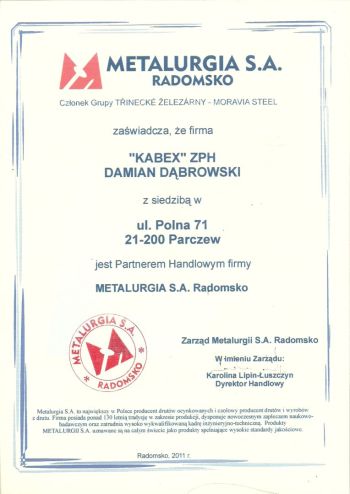 METALURGIA S.A.
RADOMSKO
Członek Grupy TŘINECKÉ ŽELEZÁRNY - MORAVIA STEEL
zaświadcza, że firma
"KABEX" ZPH
DAMIAN DĄBROWSKI
z siedzibą w
ul. Polna 71
21-200 Parczew
jest Partnerem Handlowym firmy
METALURGIA S.A. Radomsko
METALURGIA S.A.
* RADOMSKO *
Zarząd Metalurgii S.A. Radomsko
W imieniu Zarządu:
Karolina Lipin-Łuszczyn
Dyrektor Handlowy
Metalurgia S.A. to największy w Polsce producent drutów ocynkowanych i czołowy producent drutów i wyrobów
z drutu. Firma posiada ponad 130 letnią tradycję w zakresie produkcji, dysponuje nowoczesnym zapleczem naukowo-
badawczym oraz zatrudnia wysoko wykwalifikowaną kadrę inżynieryjno-techniczną. Produkty
METALURGII S.A. uznawane są na całym świecie jako produkty spełniające wysokie standardy jakościowe.
Radomsko, 2011 r.